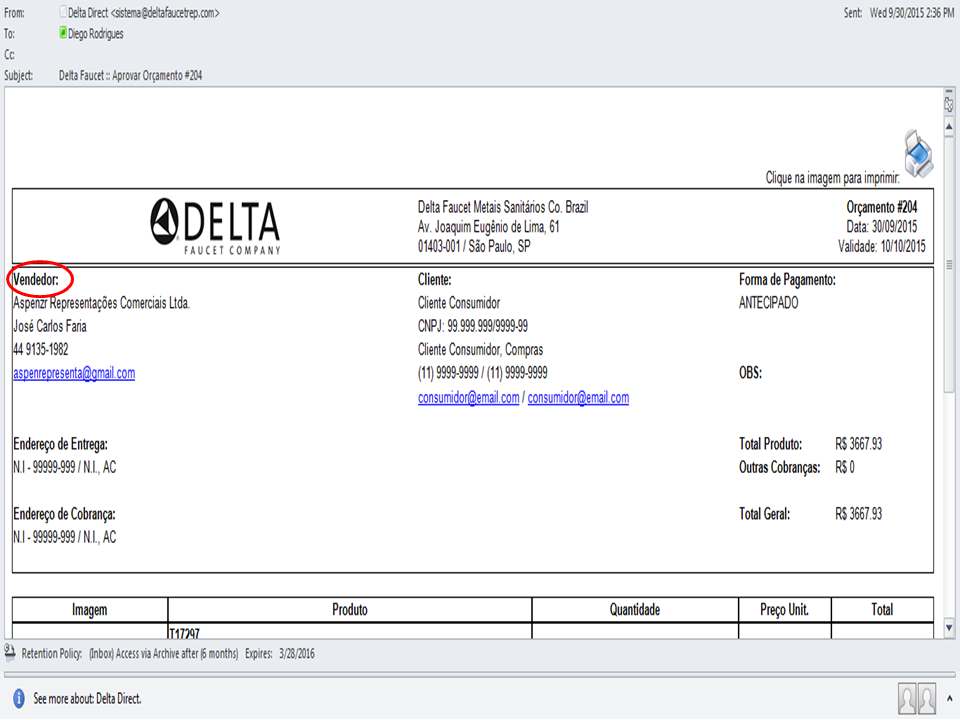 From: Delta Direct <sistema@deltafaucetrep.com> Sent: Wed 9/30/2015 2:36 PM
To: Diego Rodrigues
Cc:
Subject: Delta Faucet :: Aprovar Orçamento #204
Clique na imagem para imprimir:
DELTA
FAUCET COMPANY
Delta Faucet Metais Sanitários Co. Brazil
Av. Joaquim Eugênio de Lima, 61
01403-001 / São Paulo, SP
Orçamento #204
Data: 30/09/2015
Validade: 10/10/2015
Vendedor:
Aspenzr Representações Comerciais Ltda.
José Carlos Faria
44 9135-1982
aspenrepresenta@gmail.com
Cliente:
Cliente Consumidor
CNPJ: 99.999.999/9999-99
Cliente Consumidor, Compras
(11) 9999-9999 / (11) 9999-9999
consumidor@email.com / consumidor@email.com
Forma de Pagamento:
ANTECIPADO
OBS:
Endereço de Entrega:
N.I - 99999-999 / N.I., AC
Endereço de Cobrança:
N.I - 99999-999 / N.I., AC
Total Produto: R$ 3667.93
Outras Cobranças: R$ 0
Total Geral: R$ 3667.93
Imagem Produto Quantidade Preço Unit. Total
T17297
Retention Policy: (Inbox) Access via Archive after (6 months) Expires: 3/28/2016
See more about: Delta Direct.